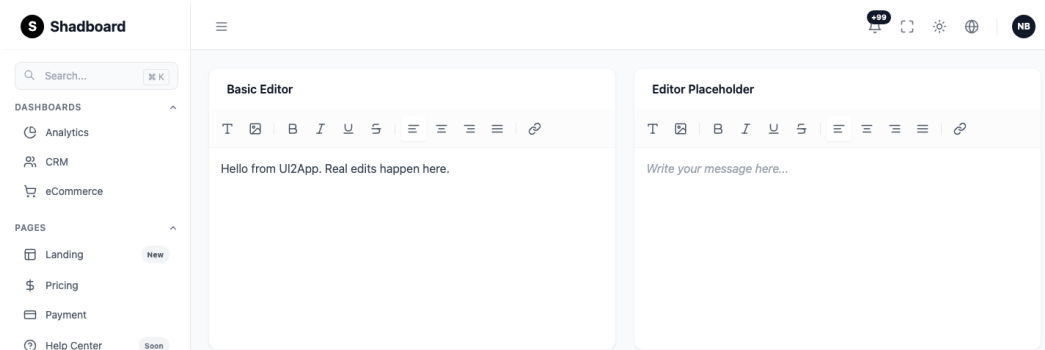 S Shadboard
+99
NB
Search... ⌘ K
DASHBOARDS
Analytics
CRM
eCommerce
PAGES
Landing New
Pricing
Payment
Help Center Soon
Basic Editor
T B I U S
Hello from UI2App. Real edits happen here.
Editor Placeholder
T B I U S
Write your message here...